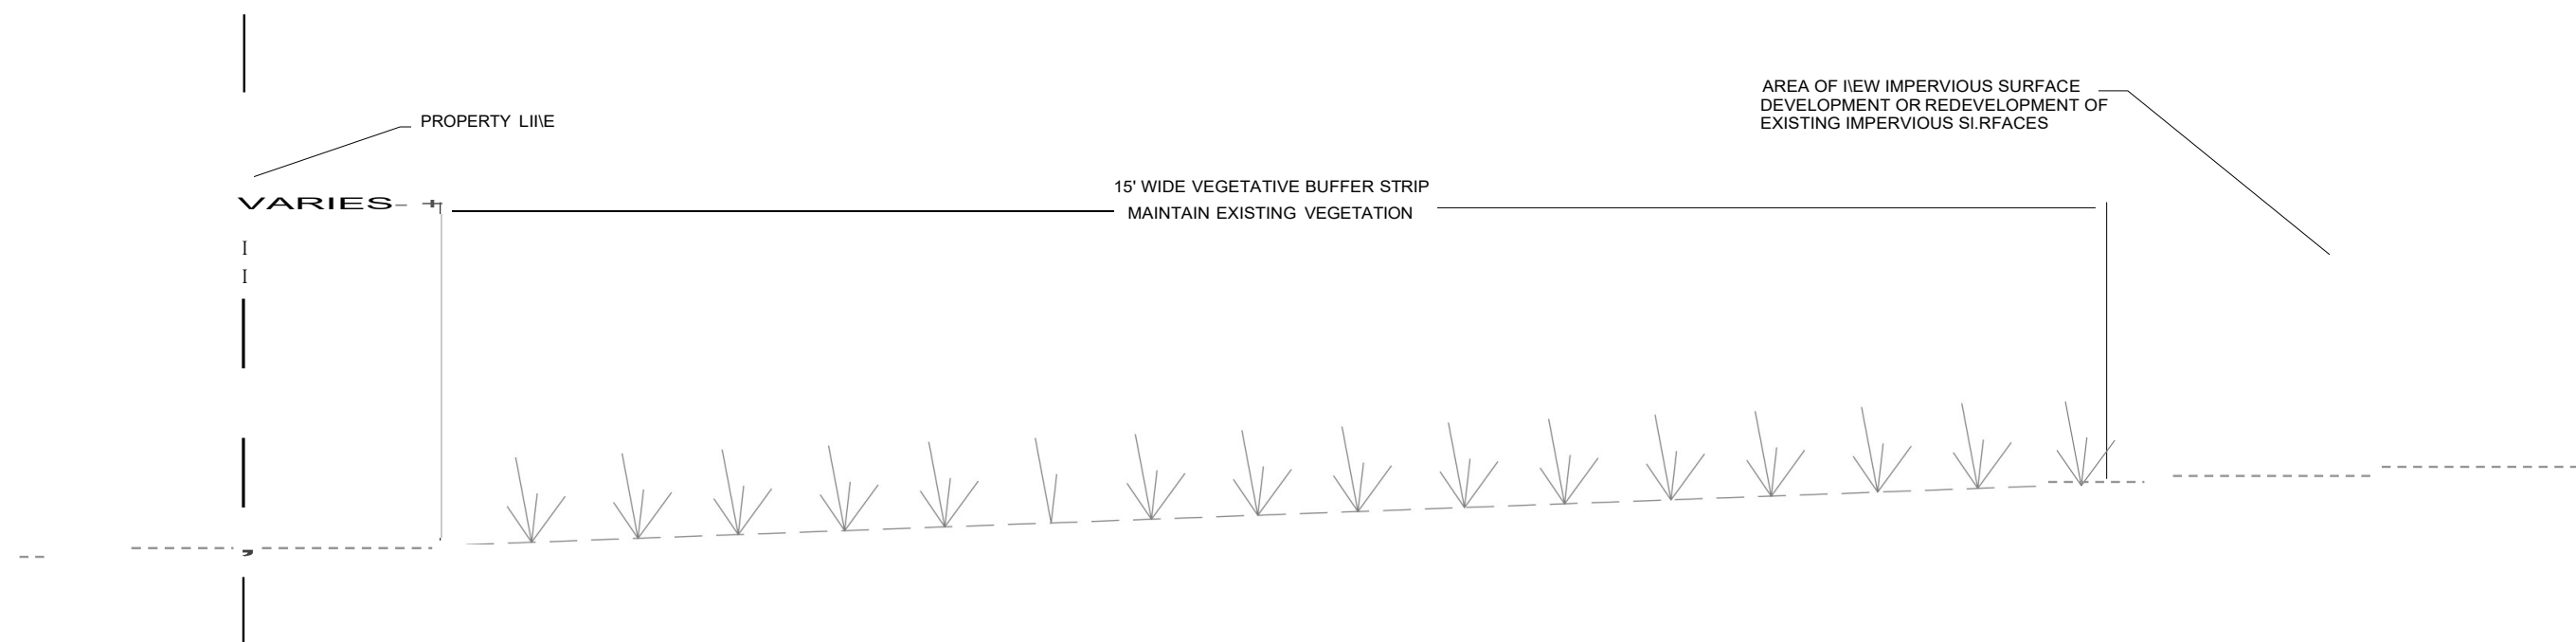 AREA OF I\EW IMPERVIOUS SURFACE
DEVELOPMENT OR REDEVELOPMENT OF
EXISTING IMPERVIOUS SI.RFACES
PROPERTY LII\E
15' WIDE VEGETATIVE BUFFER STRIP
MAINTAIN EXISTING VEGETATION
VARIES
I
I